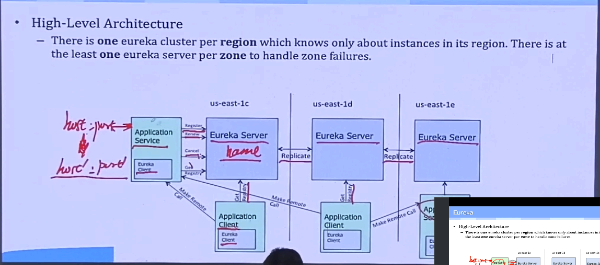 • High-Level Architecture
– There is one eureka cluster per region which knows only about instances in its region. There is at
the least one eureka server per zone to handle zone failures.
us-east-1c
us-east-1d
us-east-1e
host:port
host':port'
Application
Service
Eureka
Client
Register
Renew
Cancel
Get
Registry
Eureka Server
name
Replicate
Eureka Server
Replicate
Eureka Server
Make Remote
Call
Get
Registry
Make Remote
Call
Get
Registry
Make Remote Call
Application
Client
Eureka
Client
Application
Client
Eureka
Client
Eureka
• High-Level Architecture